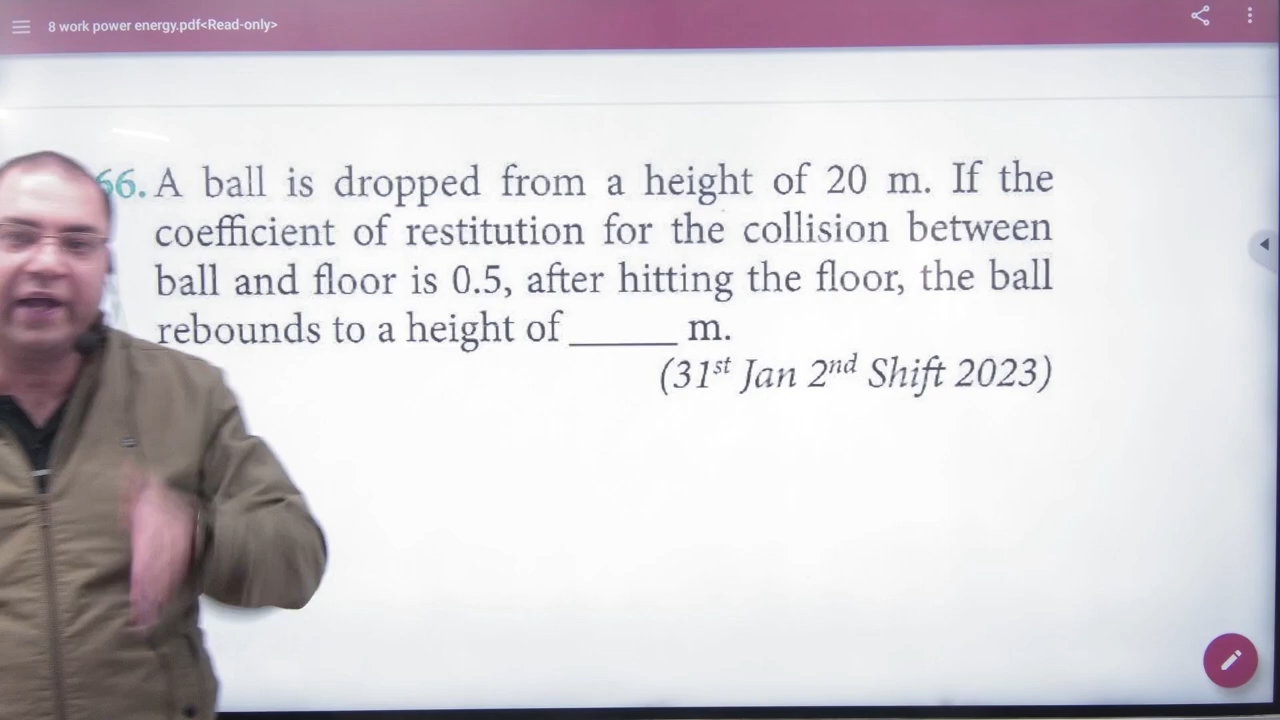 8 work power energy.pdf<Read-only>
66. A ball is dropped from a height of 20 m. If the
coefficient of restitution for the collision between
ball and floor is 0.5, after hitting the floor, the ball
rebounds to a height of ______ m.
(31st Jan 2nd Shift 2023)